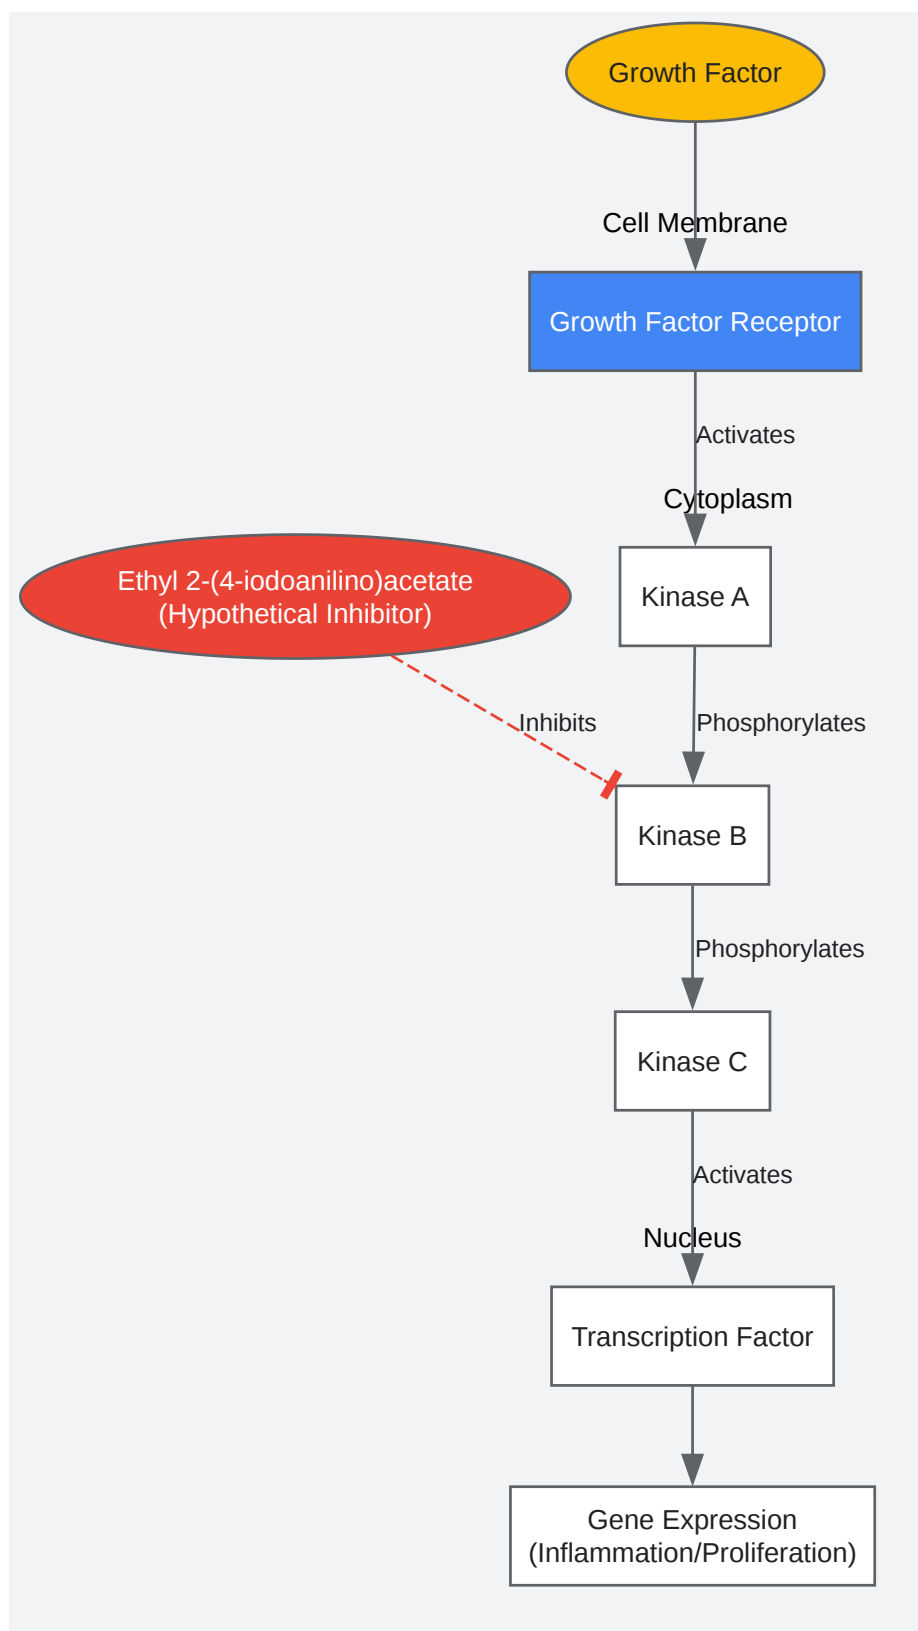 Growth Factor
Cell Membrane
Growth Factor Receptor
Activates
Cytoplasm
Ethyl 2-(4-iodoanilino)acetate
(Hypothetical Inhibitor)
Kinase A
Inhibits
Phosphorylates
Kinase B
Phosphorylates
Kinase C
Activates
Nucleus
Transcription Factor
Gene Expression
(Inflammation/Proliferation)